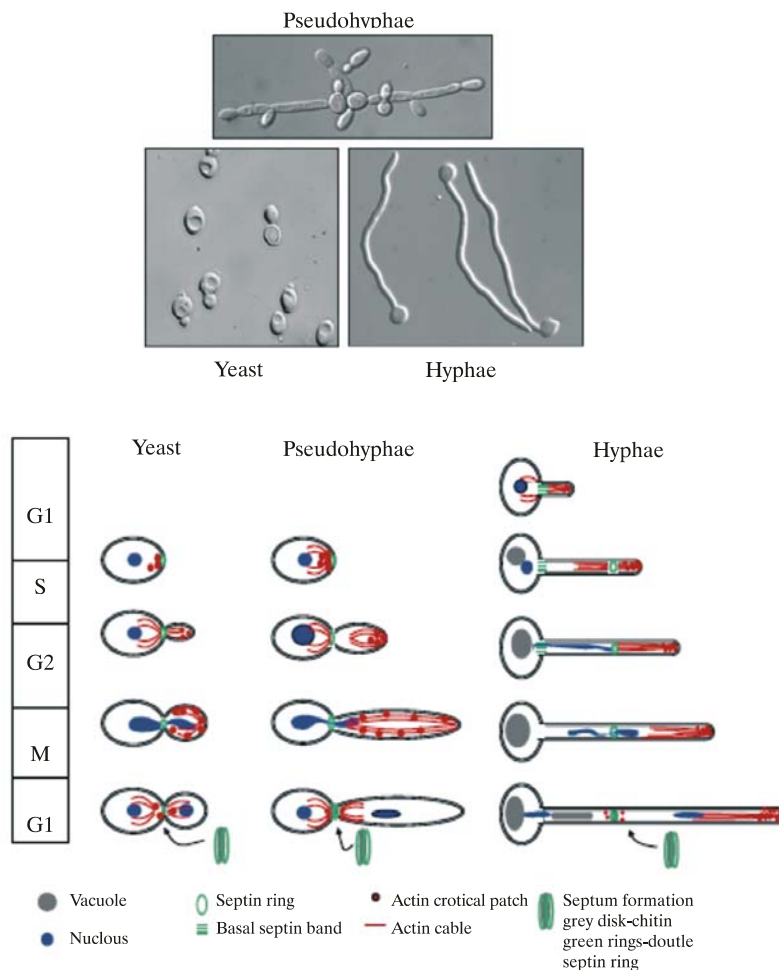 Pseudohyphae
Yeast
Hyphae
Yeast
Pseudohyphae
Hyphae
G1
S
G2
M
G1
Vacuole
Nuclous
Septin ring
Basal septin band
Actin crotical patch
Actin cable
Septum formation
grey disk-chitin
green rings-doutle
septin ring